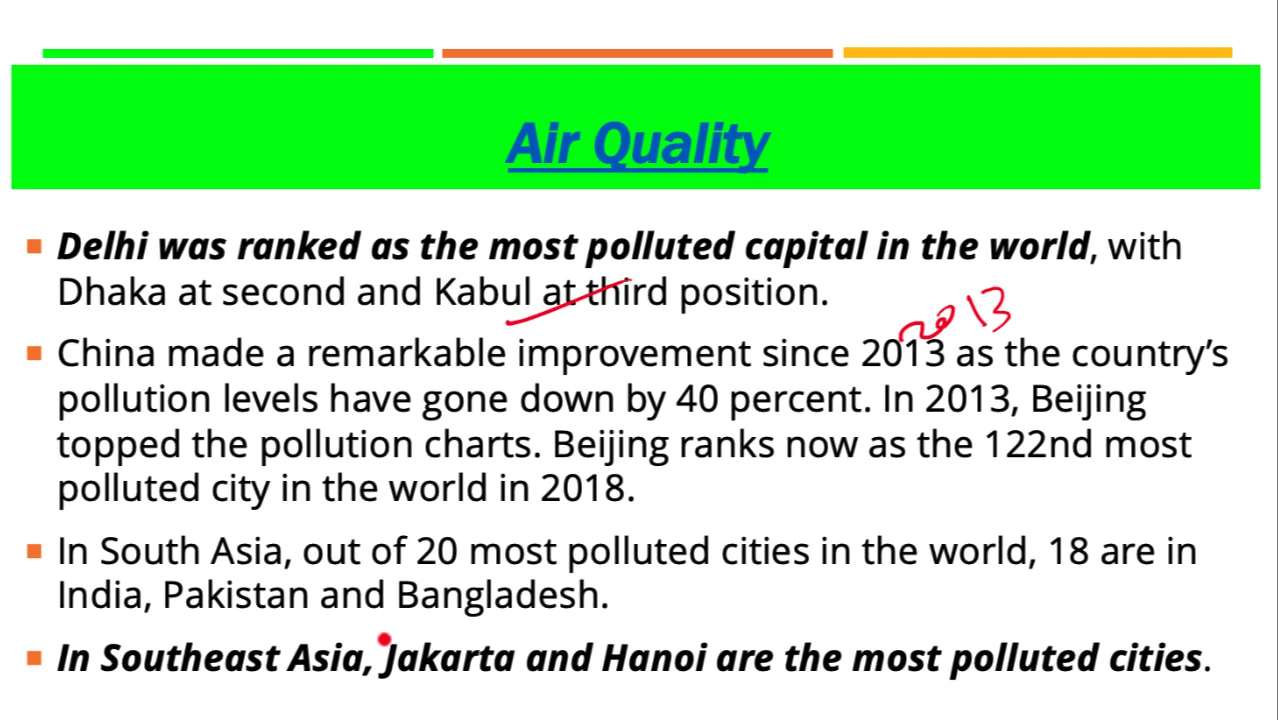 Air Quality
Delhi was ranked as the most polluted capital in the world, with
Dhaka at second and Kabul at third position.
2013
China made a remarkable improvement since 2013 as the country’s
pollution levels have gone down by 40 percent. In 2013, Beijing
topped the pollution charts. Beijing ranks now as the 122nd most
polluted city in the world in 2018.
In South Asia, out of 20 most polluted cities in the world, 18 are in
India, Pakistan and Bangladesh.
In Southeast Asia, Jakarta and Hanoi are the most polluted cities.